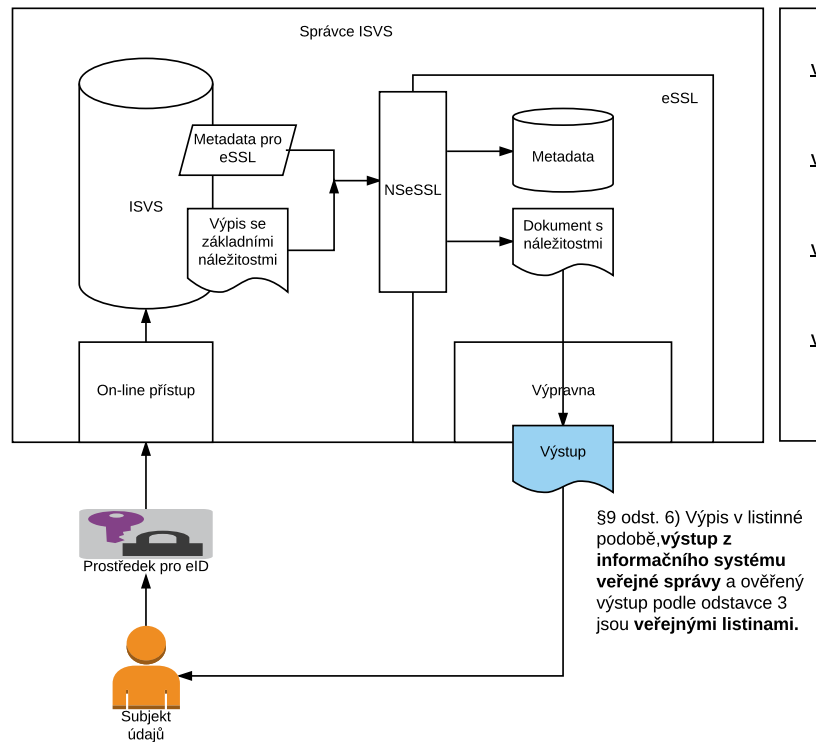 Správce ISVS
eSSL
Metadata pro
eSSL
ISVS
Výpis se
základními
náležitostmi
NSeSSL
Metadata
Dokument s
náležitostmi
On-line přístup
Výpravna
Výstup
Prostředek pro eID
Subjekt
údajů
§9 odst. 6) Výpis v listinné
podobě,výstup z
informačního systému
veřejné správy a ověřený
výstup podle odstavce 3
jsou veřejnými listinami.